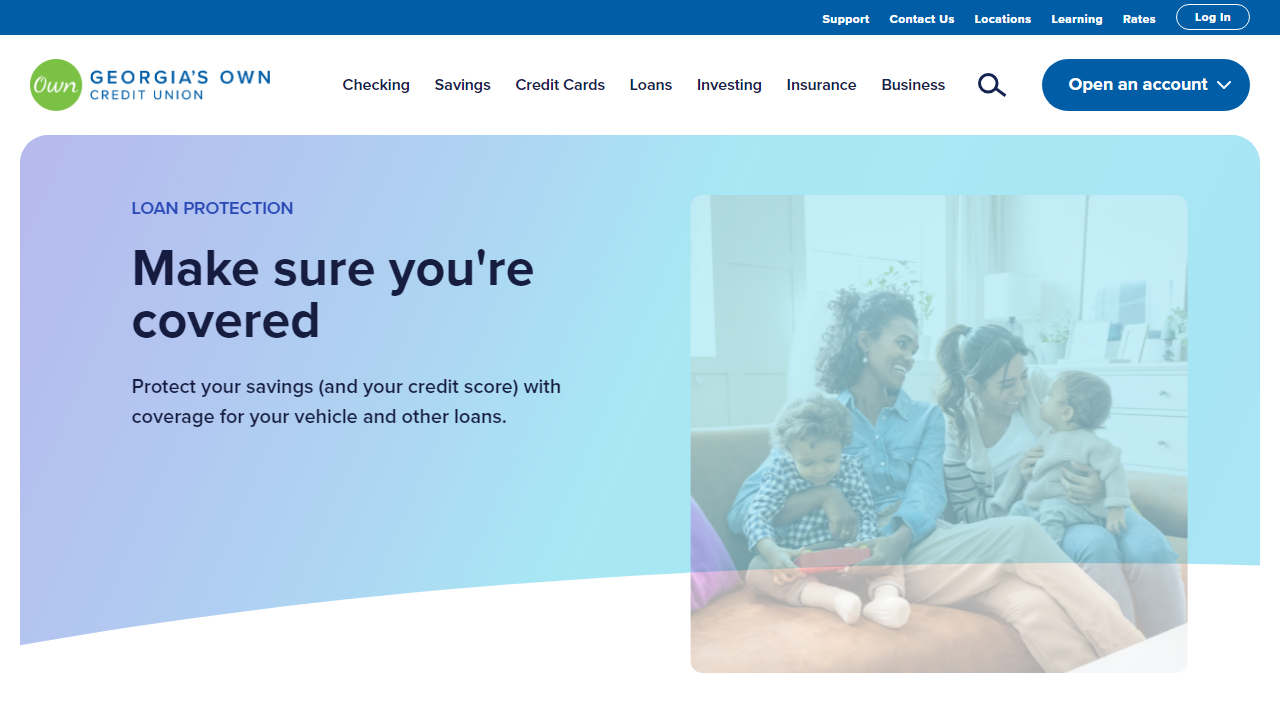 Support Contact Us Locations Learning Rates Log In
Own GEORGIA'S OWN
CREDIT UNION
Checking Savings Credit Cards Loans Investing Insurance Business Open an account
LOAN PROTECTION
Make sure you're
covered
Protect your savings (and your credit score) with
coverage for your vehicle and other loans.